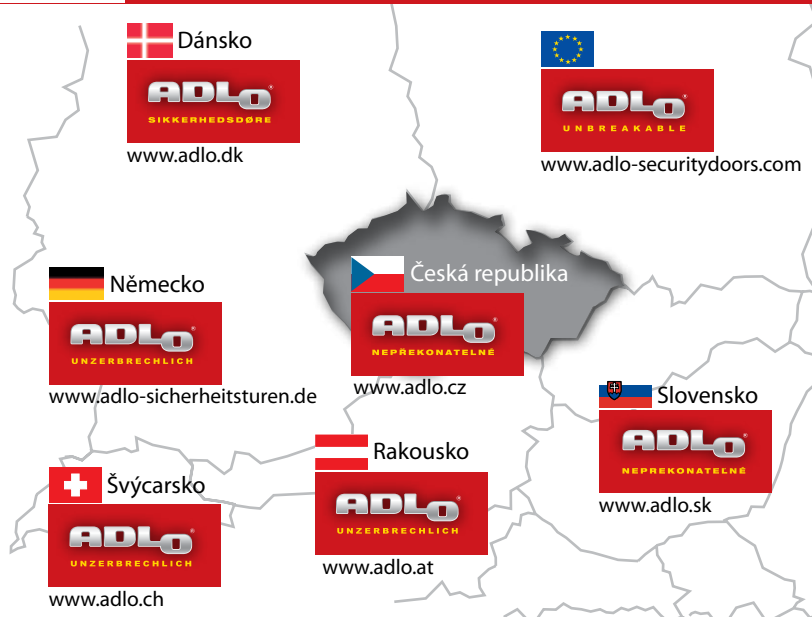 Dánsko
ADLO®
SIKKERHEDSDØRE
www.adlo.dk
ADLO®
UNBREAKABLE
www.adlo-securitydoors.com
Německo
ADLO®
UNZERBRECHLICH
www.adlo-sicherheitsturen.de
Česká republika
ADLO®
NEPŘEKONATELNÉ
www.adlo.cz
Slovensko
ADLO®
NEPREKONATEĽNÉ
www.adlo.sk
Švýcarsko
ADLO®
UNZERBRECHLICH
www.adlo.ch
Rakousko
ADLO®
UNZERBRECHLICH
www.adlo.at